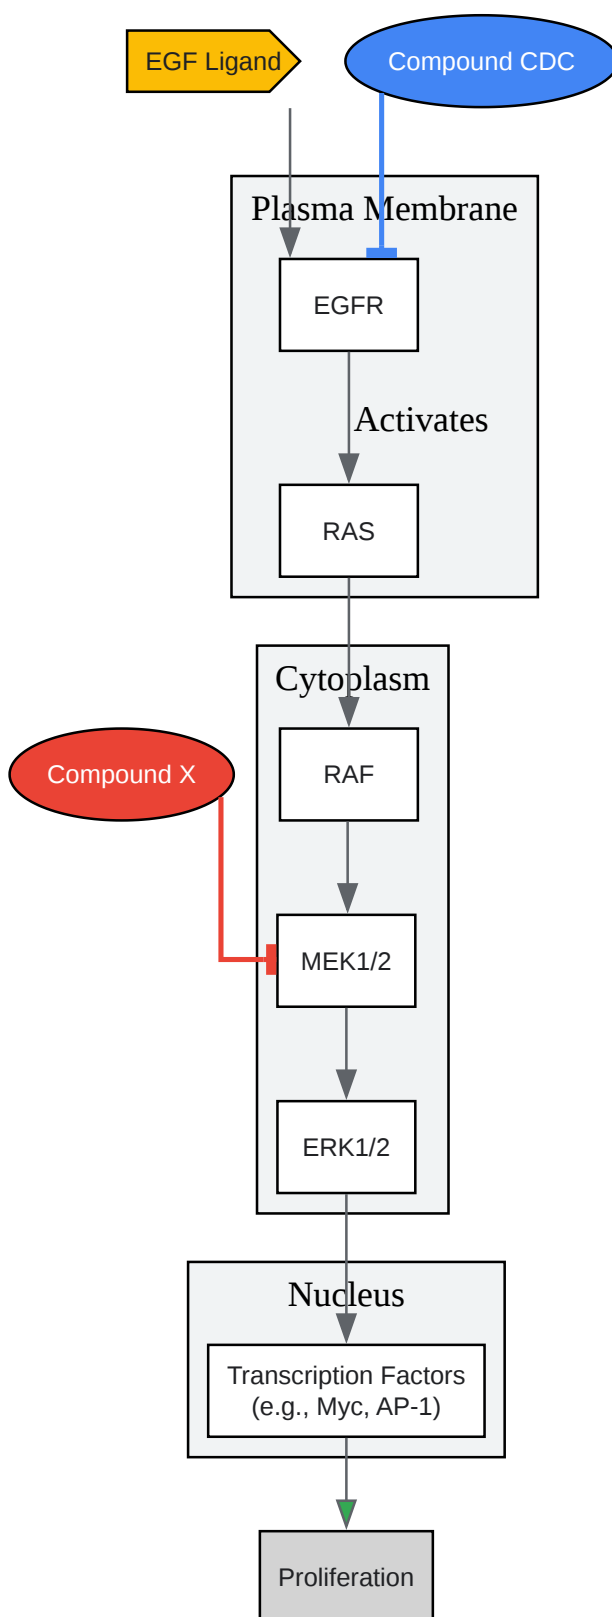 EGF Ligand
Compound CDC
Plasma Membrane
EGFR
Activates
RAS
Cytoplasm
Compound X
RAF
MEK1/2
ERK1/2
Nucleus
Transcription Factors
(e.g., Myc, AP-1)
Proliferation